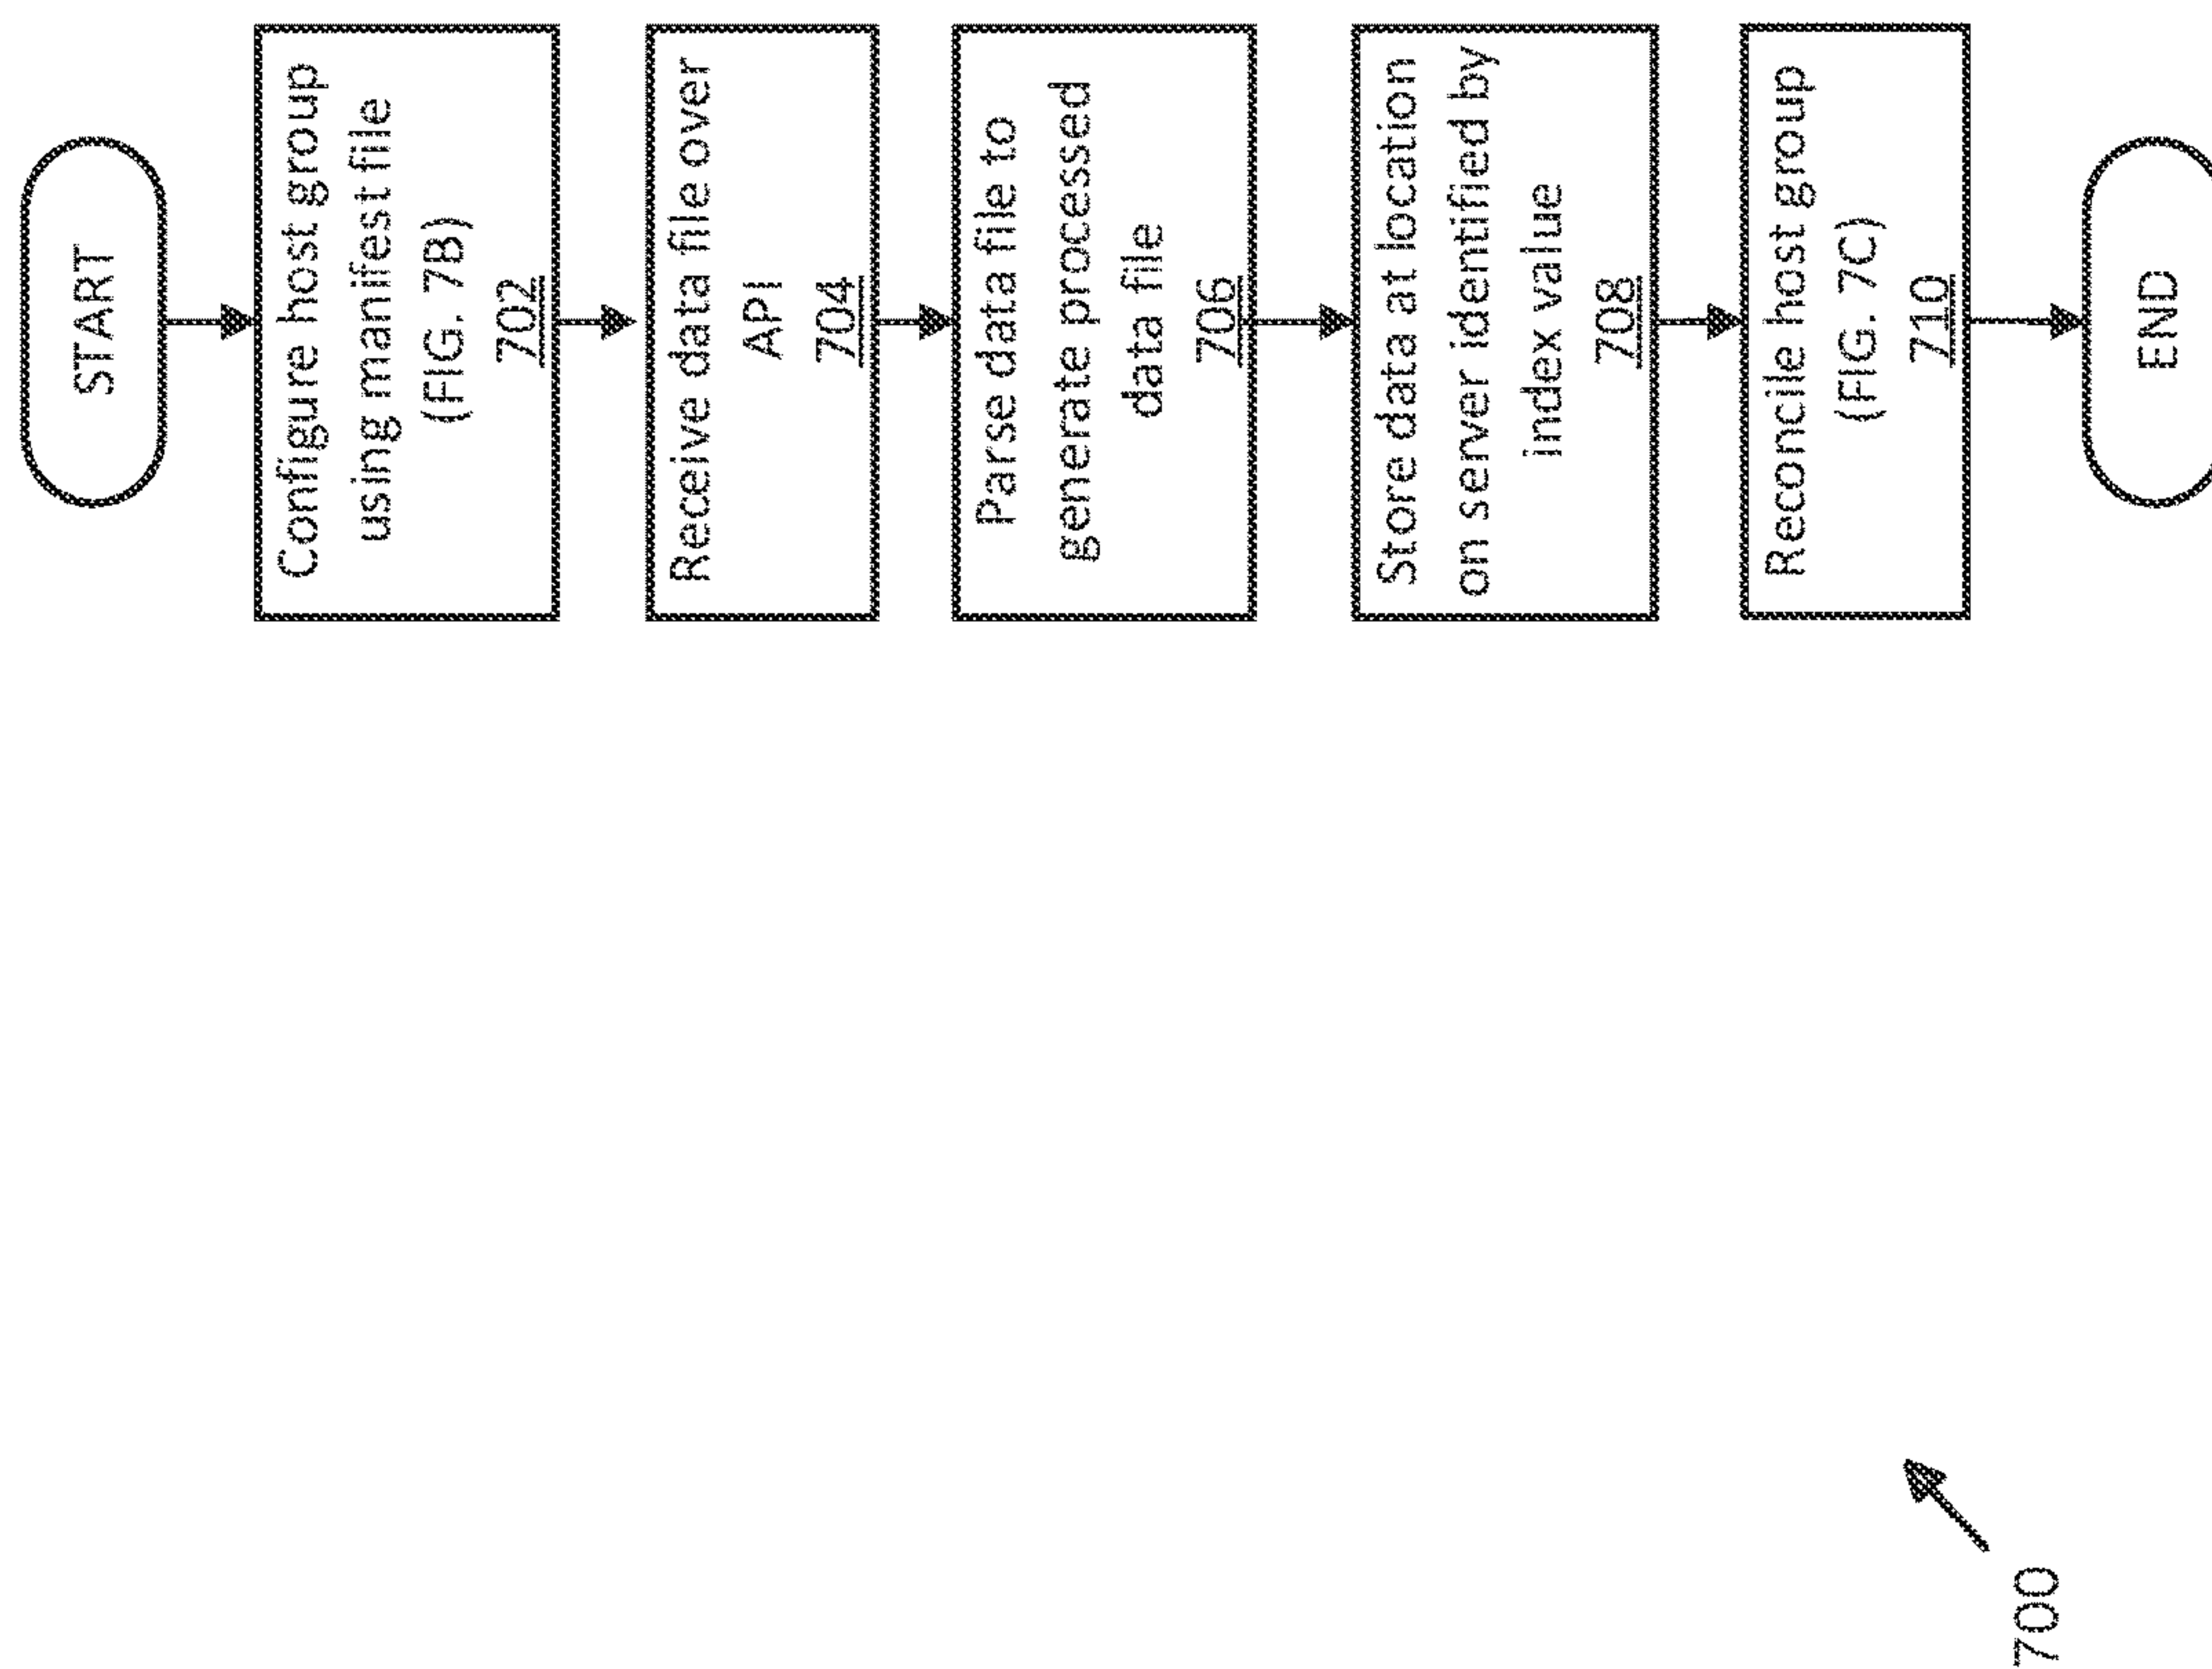 START
Configure host group
using manifest file
(FIG. 7B)
702
Receive data file over
API
704
Parse data file to
generate processed
data file
706
Store data at location
on server identified by
index value
708
Reconcile host group
(FIG. 7C)
710
END
700